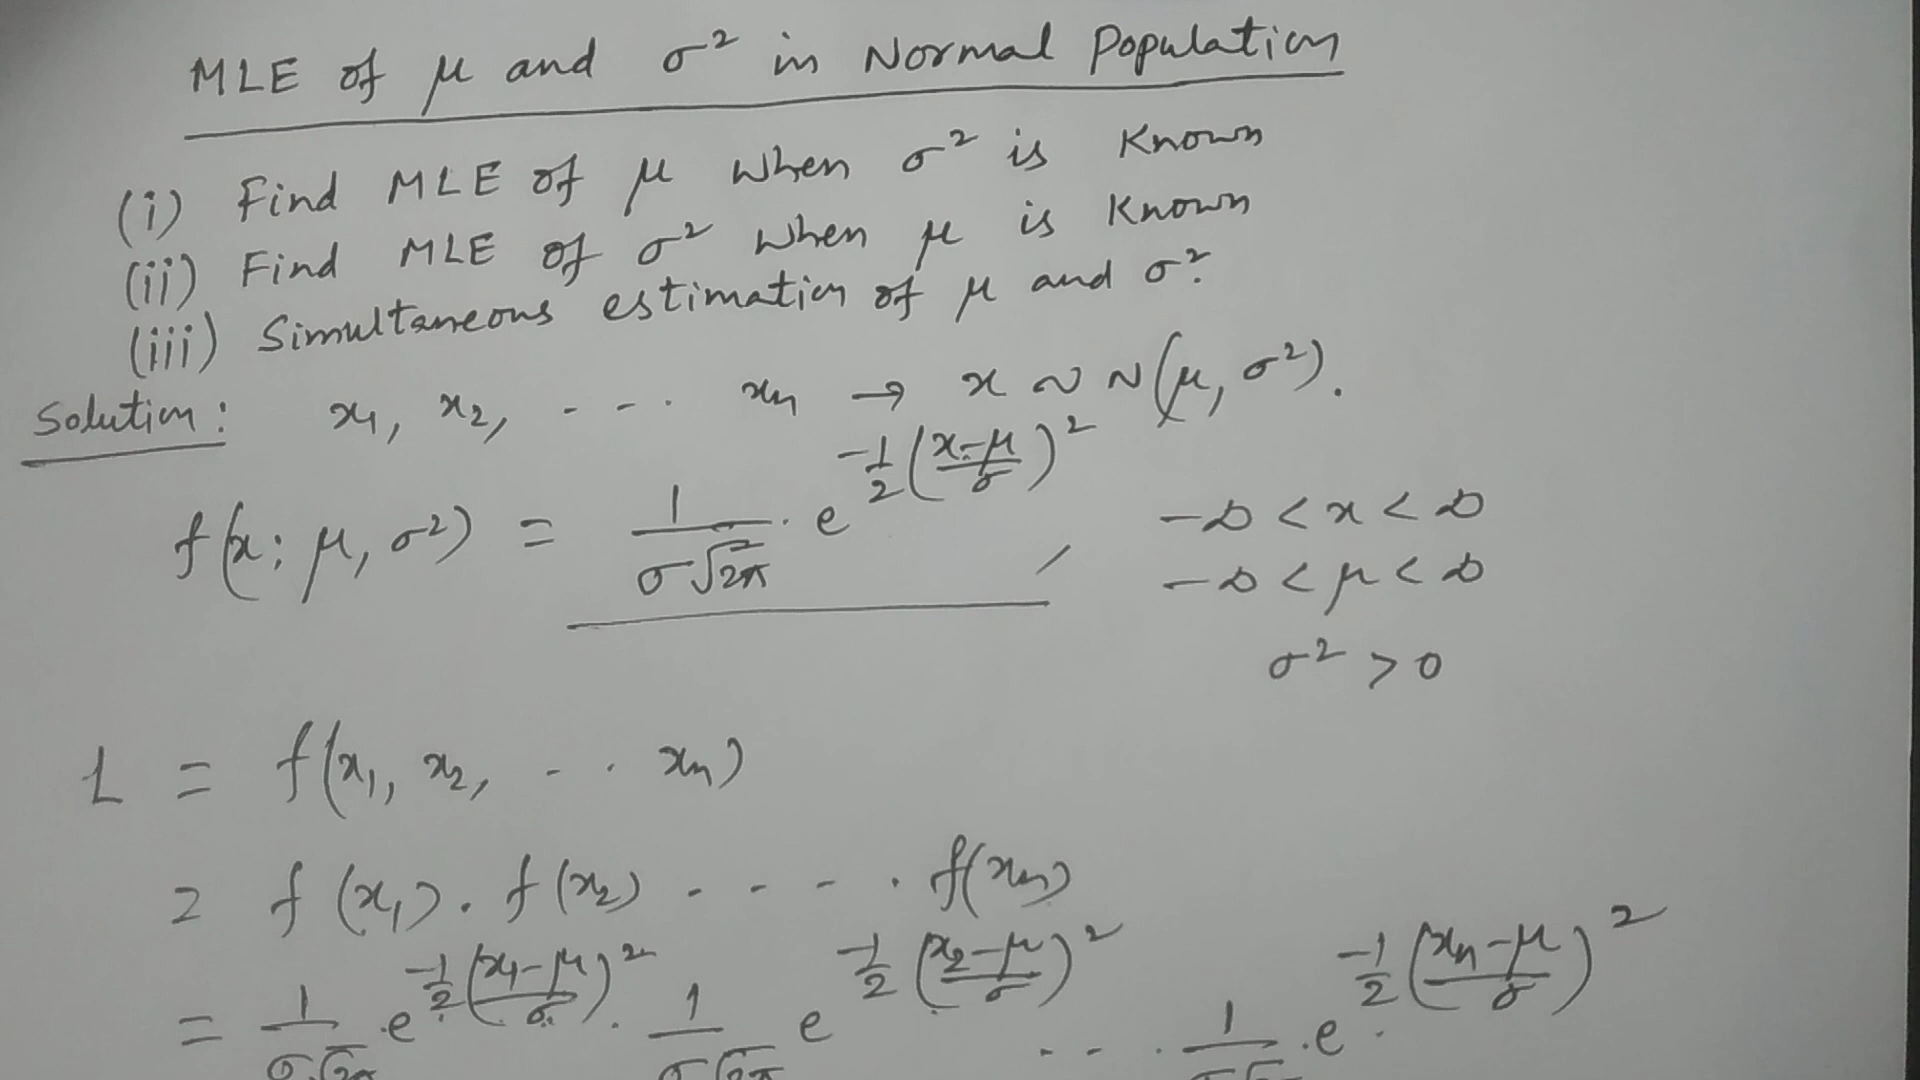 MLE of μ and σ² in Normal Population
(i) Find MLE of μ when σ² is known
(ii) Find MLE of σ² when μ is known
(iii) Simultaneous estimation of μ and σ².
Solution: x₁, x₂, - - - . xₙ → x ~ N(μ, σ²).
f(x; μ, σ²) = 1/(σ√2π) . e^(-1/2 ((x-μ)/σ)²) , -∞ < x < ∞
-∞ < μ < ∞
σ² > 0
L = f(x₁, x₂, - - . xₙ)
= f(x₁). f(x₂) - - - - . f(xₙ)
= 1/(σ√2π) .e^(-1/2 ((x₁-μ)/σ)²) . 1/(σ√2π) e^(-1/2 ((x₂-μ)/σ)²) - - . 1/(σ√2π) .e^(-1/2 ((xₙ-μ)/σ)²)